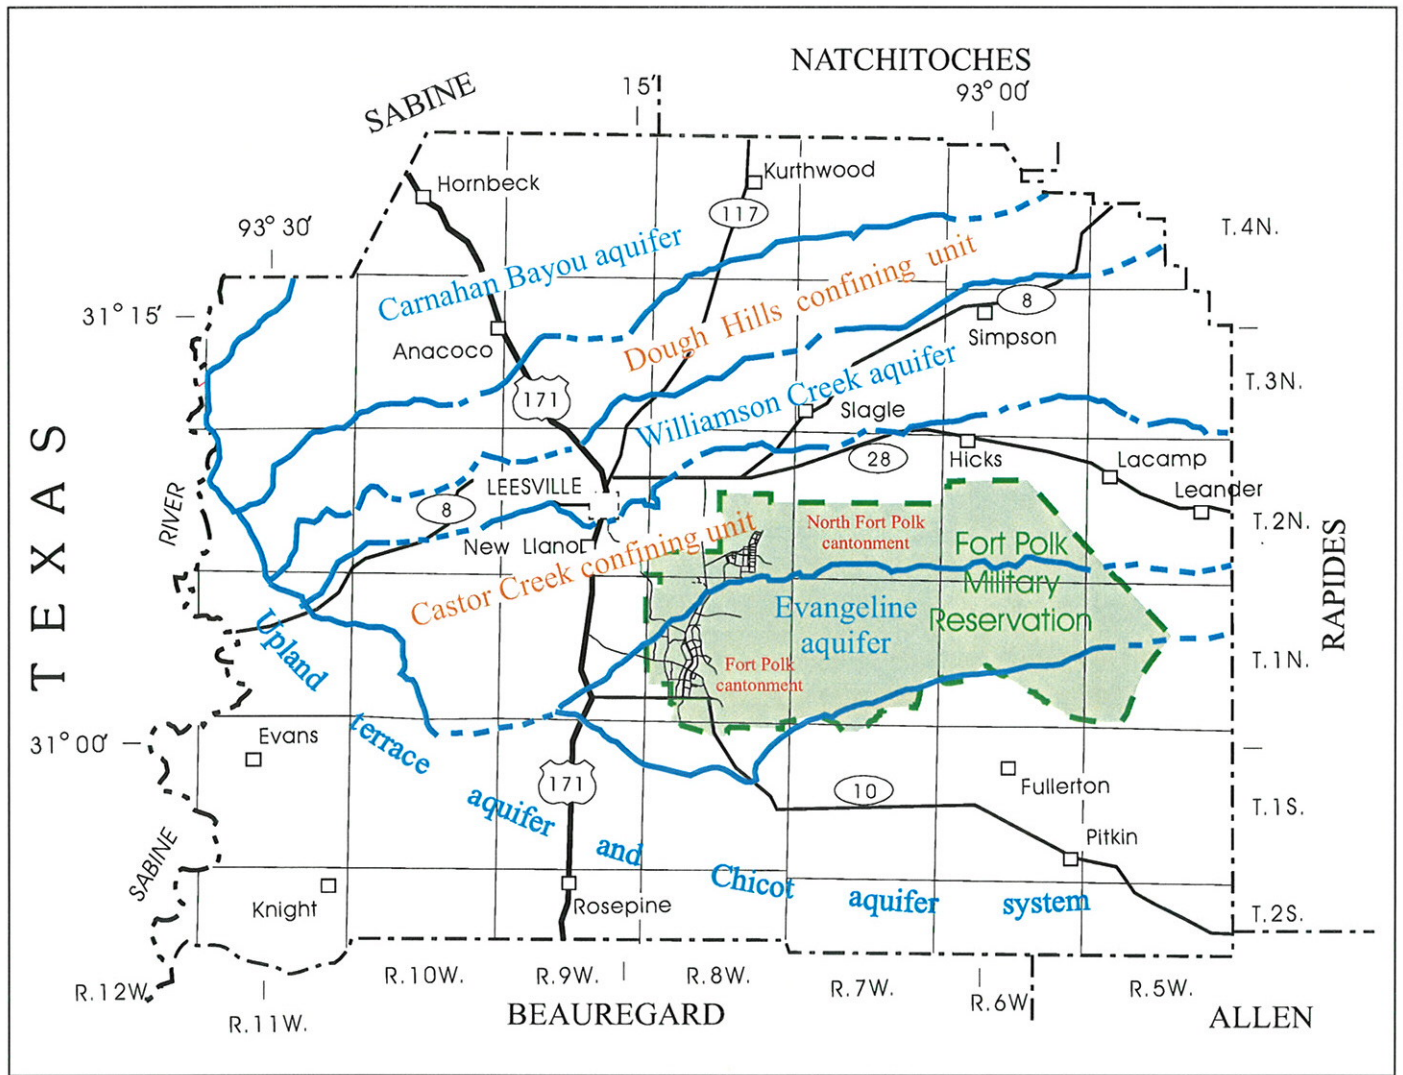 NATCHITOCHES
SABINE
15'
93° 00'
Hornbeck
Kurthwood
117
93° 30'
T.4N.
Carnahan Bayou aquifer
Dough Hills confining unit
31° 15'
8
Simpson
Anacoco
171
Williamson Creek aquifer
Slagle
T.3N.
TEXAS
28
Hicks
Lacamp
Leander
LEESVILLE
8
RIVER
New Llano
Castor Creek confining unit
North Fort Polk
cantonment
Fort Polk
Military
Reservation
T.2N.
RAPIDES
Evangeline
aquifer
Fort Polk
cantonment
T.1N.
Upland
terrace
aquifer
and
Chicot
aquifer
system
31° 00'
Evans
171
10
Fullerton
T.1S.
Pitkin
SABINE
Knight
Rosepine
T.2S.
R.12W.
R.11W.
R.10W.
R.9W.
R.8W.
R.7W.
R.6W
R.5W.
BEAUREGARD
ALLEN